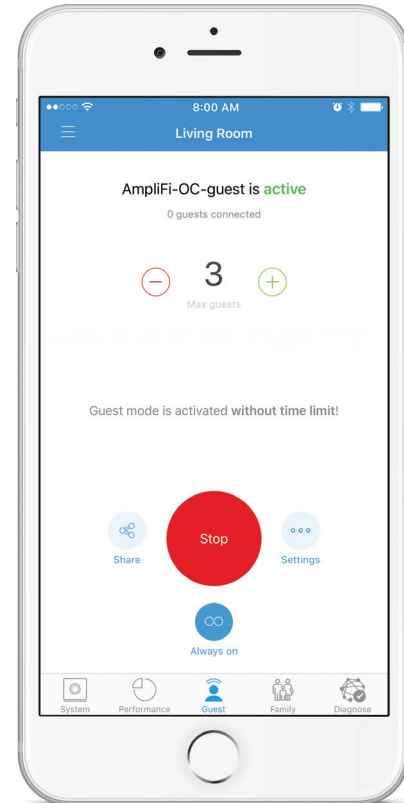 8:00 AM
Living Room
AmpliFi-OC-guest is active
0 guests connected
3
Max guests
Guest mode is activated without time limit!
Share
Stop
Settings
Always on
System Performance Guest Family Diagnose